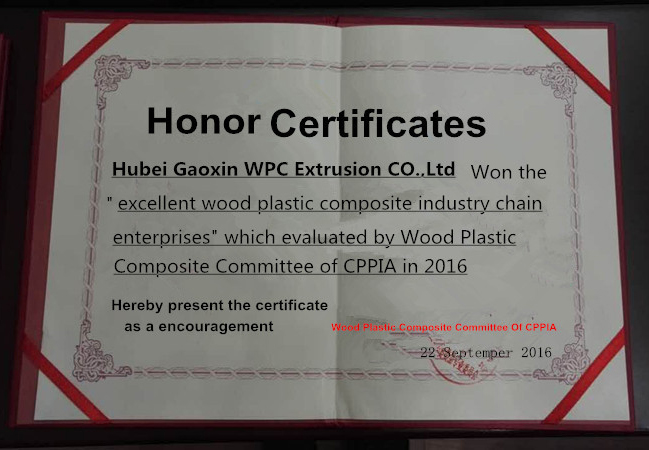 Honor Certificates
Hubei Gaoxin WPC Extrusion CO.,Ltd Won the
" excellent wood plastic composite industry chain
enterprises" which evaluated by Wood Plastic
Composite Committee of CPPIA in 2016
Hereby present the certificate
as a encouragement
Wood Plastic Composite Committee Of CPPIA
22 Septemper 2016